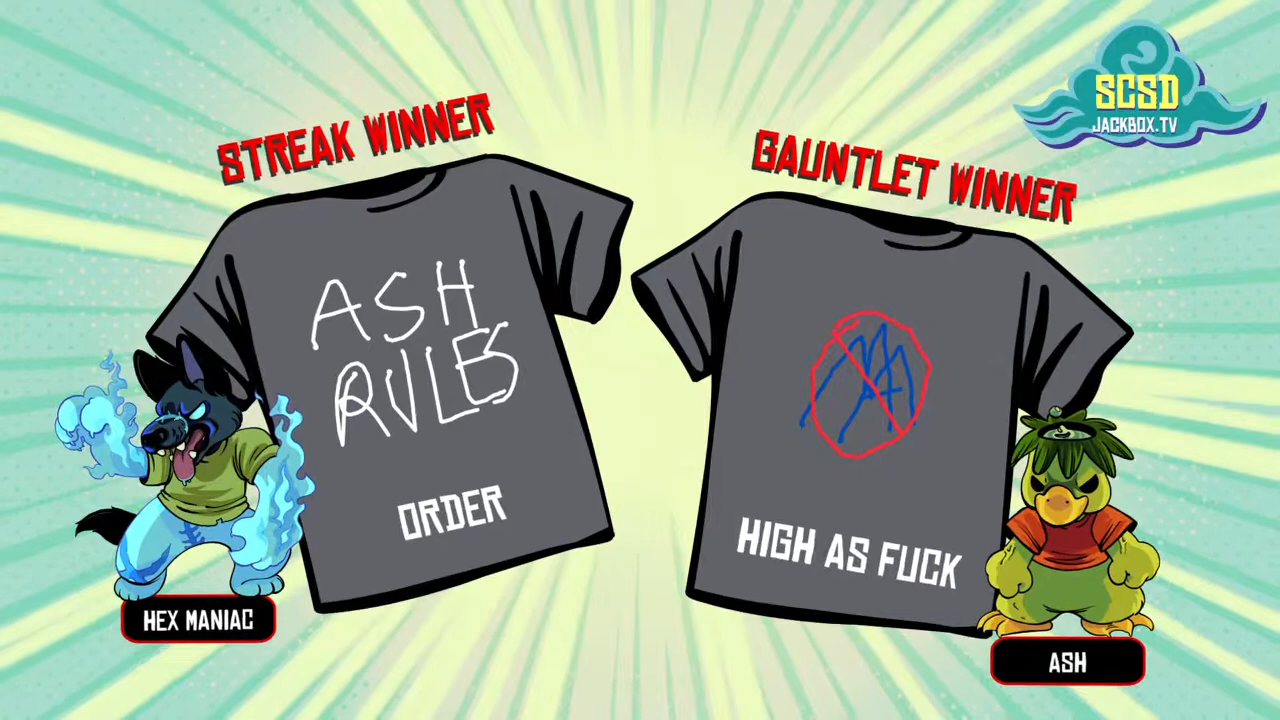 SCSD
JACKBOX.TV
STREAK WINNER
GAUNTLET WINNER
ASH
RULES
ORDER
HIGH AS FUCK
HEX MANIAC
ASH